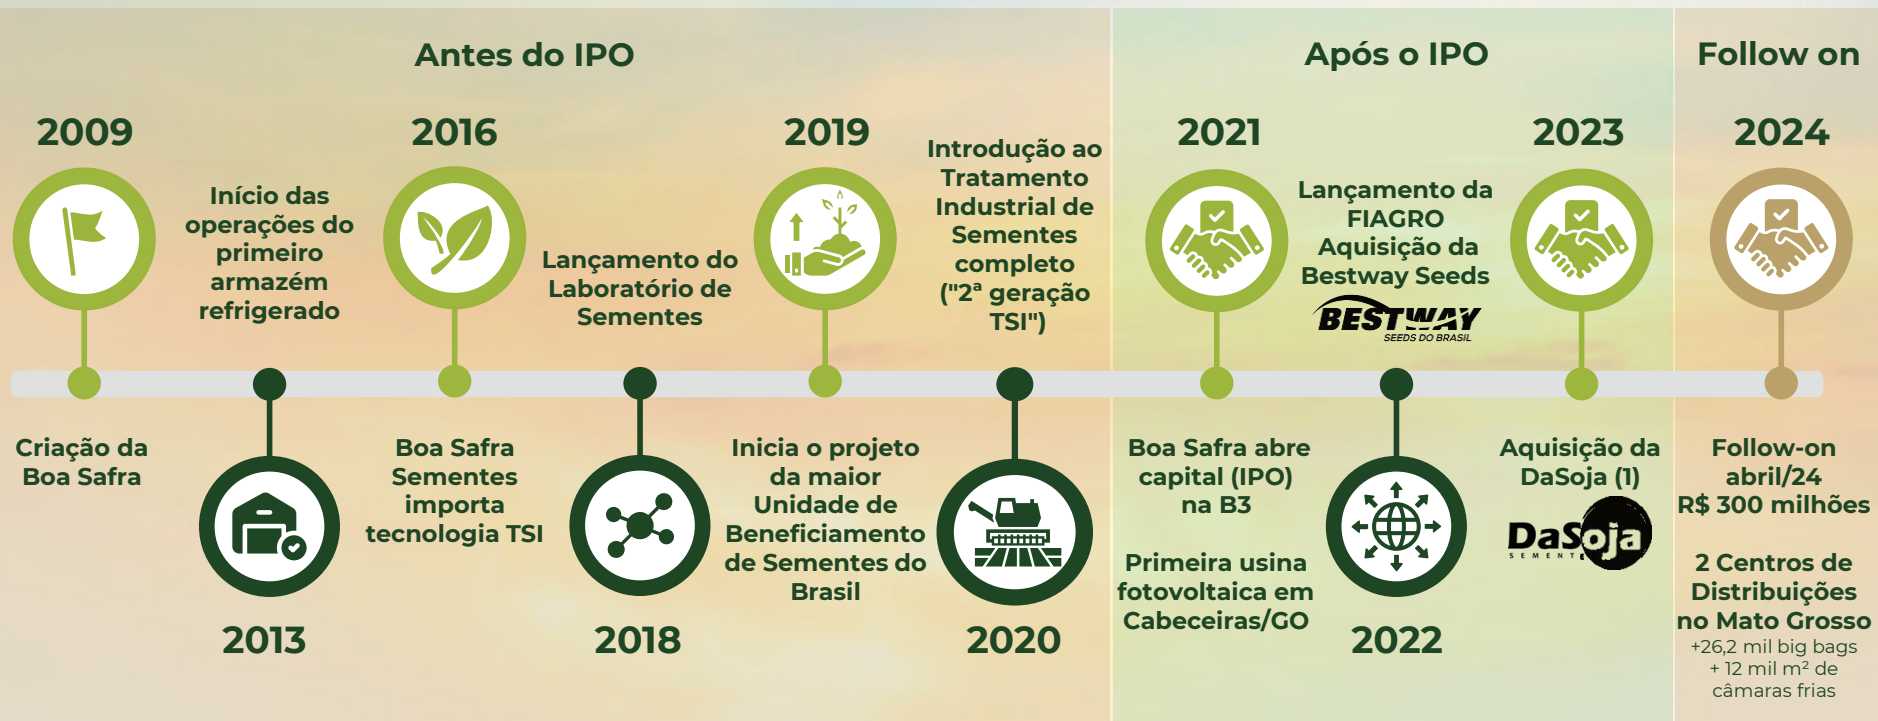 Antes do IPO
2009
Criação da
Boa Safra
Início das
operações do
primeiro
armazém
refrigerado
2013
2016
Boa Safra
Sementes
importa
tecnologia TSI
Lançamento do
Laboratório de
Sementes
2018
2019
Inicia o projeto
da maior
Unidade de
Beneficiamento
de Sementes do
Brasil
Introdução ao
Tratamento
Industrial de
Sementes
completo
("2ª geração
TSI")
2020
Após o IPO
2021
Boa Safra abre
capital (IPO)
na B3
Primeira usina
fotovoltaica em
Cabeceiras/GO
Lançamento da
FIAGRO
Aquisição da
Bestway Seeds
BESTWAY
SEEDS DO BRASIL
2022
2023
Aquisição da
DaSoja (1)
DaSoja
Follow on
2024
Follow-on
abril/24
R$ 300 milhões
2 Centros de
Distribuições
no Mato Grosso
+26,2 mil big bags
+ 12 mil m² de
câmaras frias